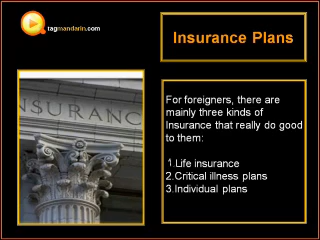 tagmandarin.com
Insurance Plans
NSURANC
For foreigners, there are
mainly three kinds of
Insurance that really do good
to them:
1.Life insurance
2.Critical illness plans
3.Individual plans